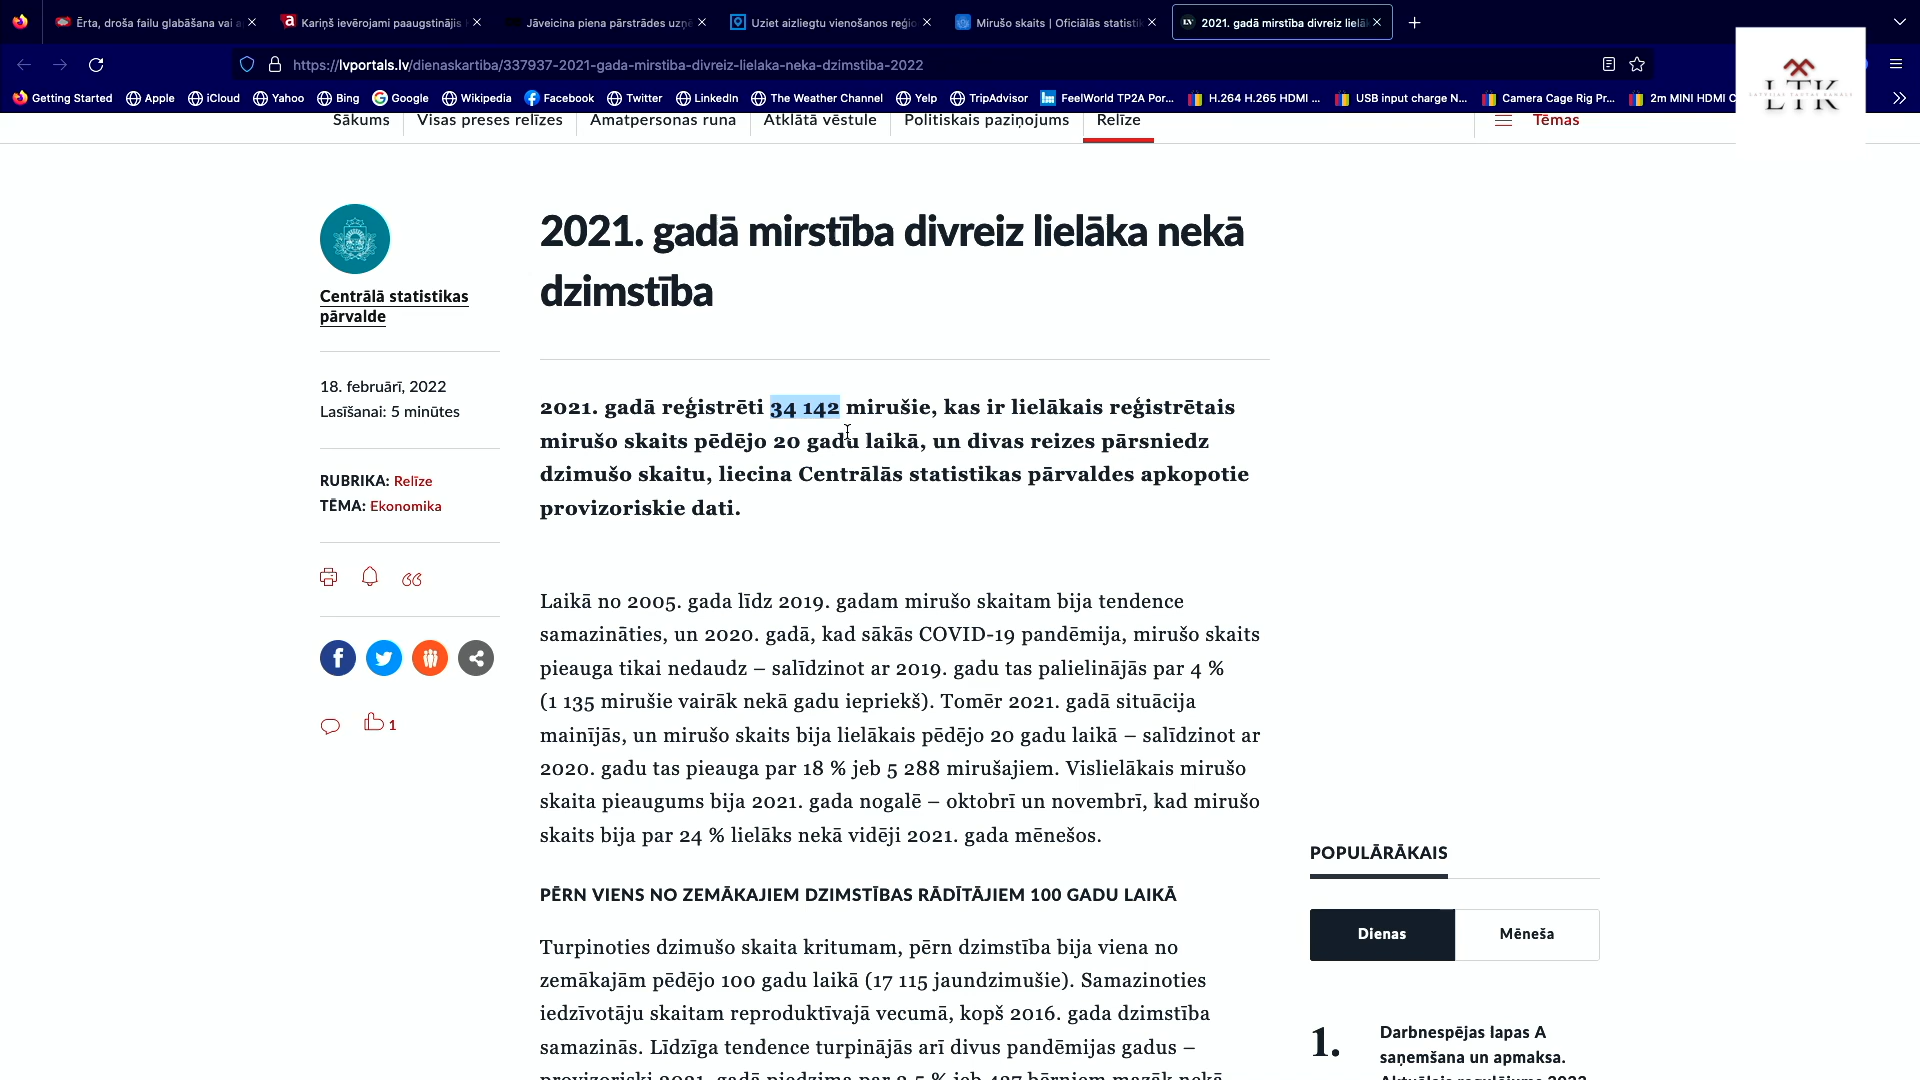 Ērta, droša failu glabāšana vai a
Kariņš ievērojami paaugstinājis
Jāveicina piena pārstrādes uzņē
Uziet aizliegtu vienošanos reģio
Mirušo skaits | Oficiālās statisti
2021. gadā mirstība divreiz lielā
https://lvportals.lv/dienaskartiba/337937-2021-gada-mirstiba-divreiz-lielaka-neka-dzimstiba-2022
Getting Started Apple iCloud Yahoo Bing Google Wikipedia Facebook Twitter LinkedIn The Weather Channel Yelp TripAdvisor FeelWorld TP2A Por... H.264 H.265 HDMI ... USB input charge N... Camera Cage Rig Pr... 2m MINI HDMI C
LTK
Sākums Visas preses relīzes Amatpersonas runa Atklātā vēstule Politiskais paziņojums Relīze Tēmas
2021. gadā mirstība divreiz lielāka nekā
dzimstība
Centrālā statistikas
pārvalde
18. februārī, 2022
Lasīšanai: 5 minūtes
RUBRIKA: Relīze
TĒMA: Ekonomika
1
2021. gadā reģistrēti 34 142 mirušie, kas ir lielākais reģistrētais
mirušo skaits pēdējo 20 gadu laikā, un divas reizes pārsniedz
dzimušo skaitu, liecina Centrālās statistikas pārvaldes apkopotie
provizoriskie dati.
Laikā no 2005. gada līdz 2019. gadam mirušo skaitam bija tendence
samazināties, un 2020. gadā, kad sākās COVID-19 pandēmija, mirušo skaits
pieauga tikai nedaudz – salīdzinot ar 2019. gadu tas palielinājās par 4 %
(1 135 mirušie vairāk nekā gadu iepriekš). Tomēr 2021. gadā situācija
mainījās, un mirušo skaits bija lielākais pēdējo 20 gadu laikā – salīdzinot ar
2020. gadu tas pieauga par 18 % jeb 5 288 mirušajiem. Vislielākais mirušo
skaita pieaugums bija 2021. gada nogalē – oktobrī un novembrī, kad mirušo
skaits bija par 24 % lielāks nekā vidēji 2021. gada mēnešos.
PĒRN VIENS NO ZEMĀKAJIEM DZIMSTĪBAS RĀDĪTĀJIEM 100 GADU LAIKĀ
Turpinoties dzimušo skaita kritumam, pērn dzimstība bija viena no
zemākajām pēdējo 100 gadu laikā (17 115 jaundzimušie). Samazinoties
iedzīvotāju skaitam reproduktīvajā vecumā, kopš 2016. gada dzimstība
samazinās. Līdzīga tendence turpinājās arī divus pandēmijas gadus –
POPULĀRĀKAIS
Dienas Mēneša
1. Darbnespējas lapas A
saņemšana un apmaksa.